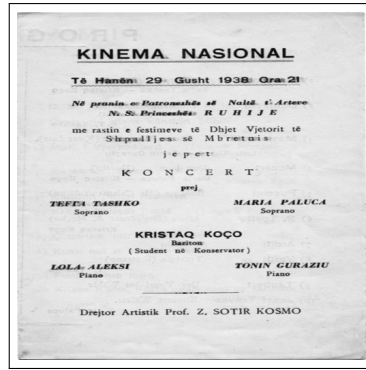 KINEMA NASIONAL
Të Hanën 29 Gusht 1938 Ora 21
Në pranin e Patroneshës së Naltë t' Arteve
N. S. Princeshës RUHIJE
me rastin e festimeve të Dhjet Vjetorit të
Shpalljes së Mbretnis
jepet
KONCERT
prej
TEFTA TASHKO MARIA PALUCA
Soprano Soprano
KRISTAQ KOÇO
Bariton
(Student në Konservator)
LOLA ALEKSI TONIN GURAZIU
Piano Piano
Drejtor Artistik Prof. Z. SOTIR KOSMO